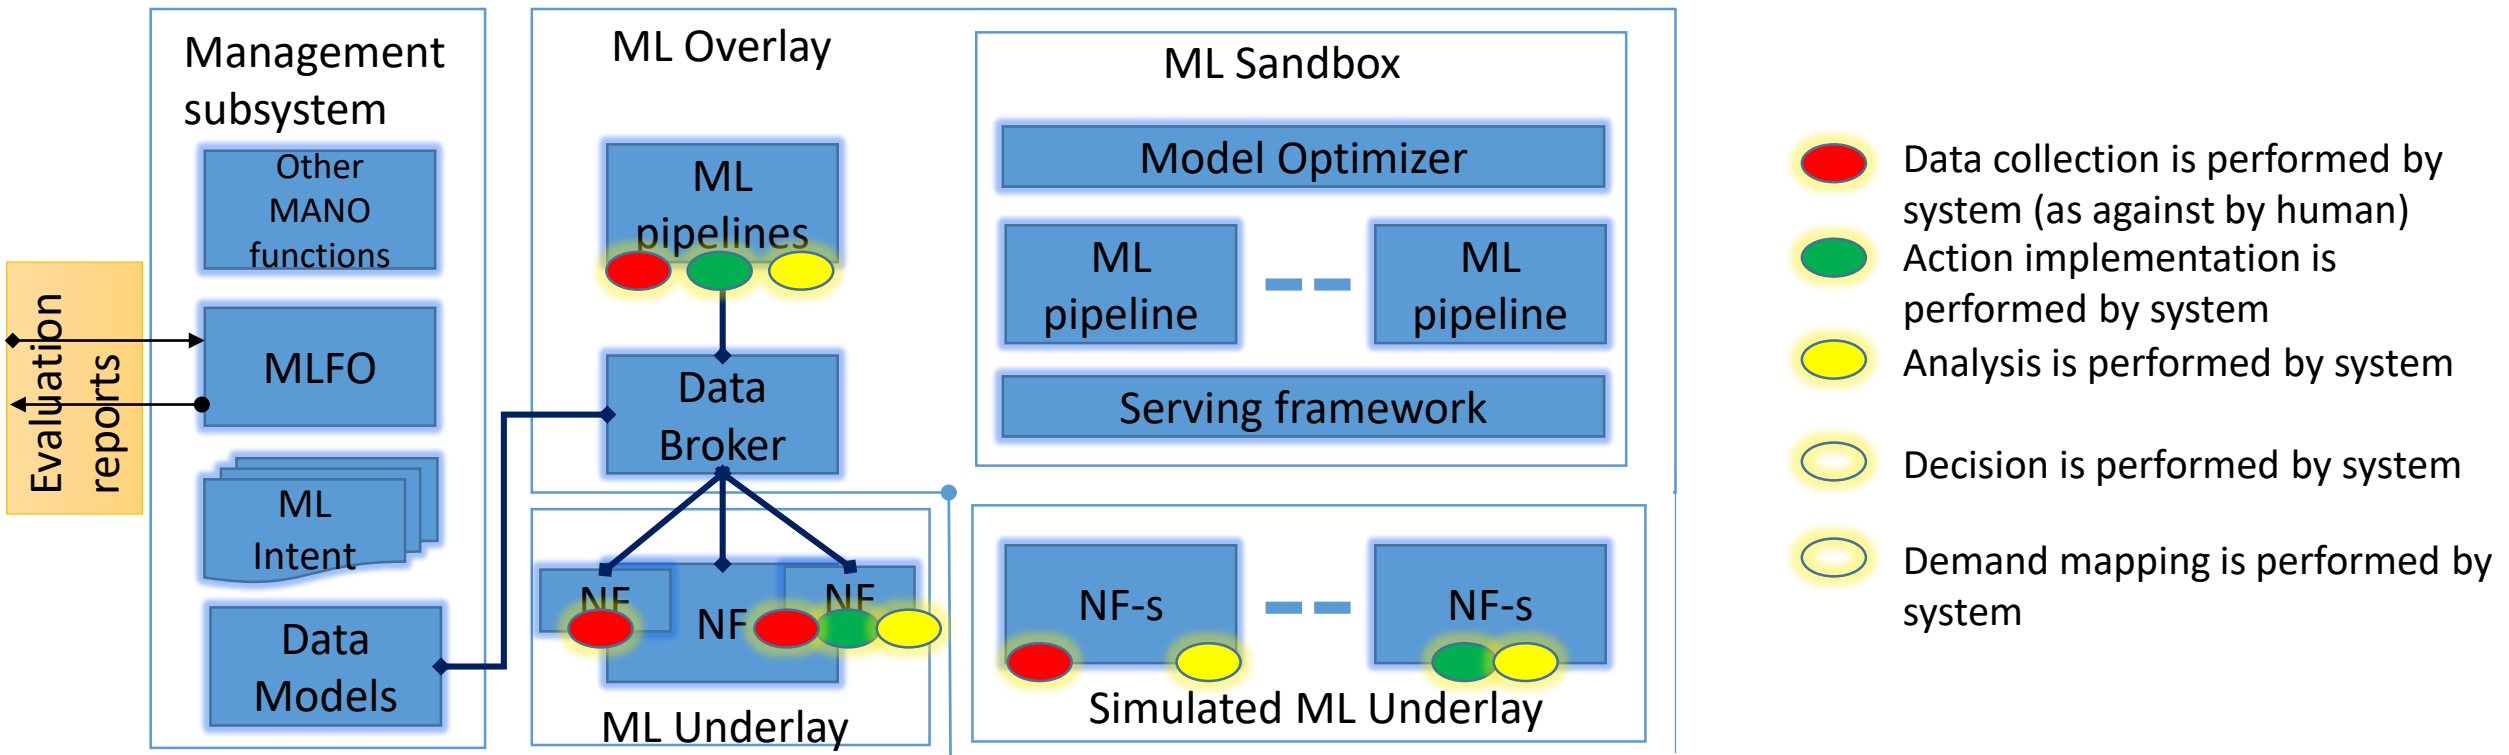 Evaluation
reports
Management
subsystem
Other
MANO
functions
MLFO
ML
Intent
Data
Models
ML Overlay
ML
pipelines
Data
Broker
ML Sandbox
Model Optimizer
ML
pipeline
ML
pipeline
Serving framework
NF
NF
NF
ML Underlay
NF-s
NF-s
Simulated ML Underlay
Data collection is performed by
system (as against by human)
Action implementation is
performed by system
Analysis is performed by system
Decision is performed by system
Demand mapping is performed by
system